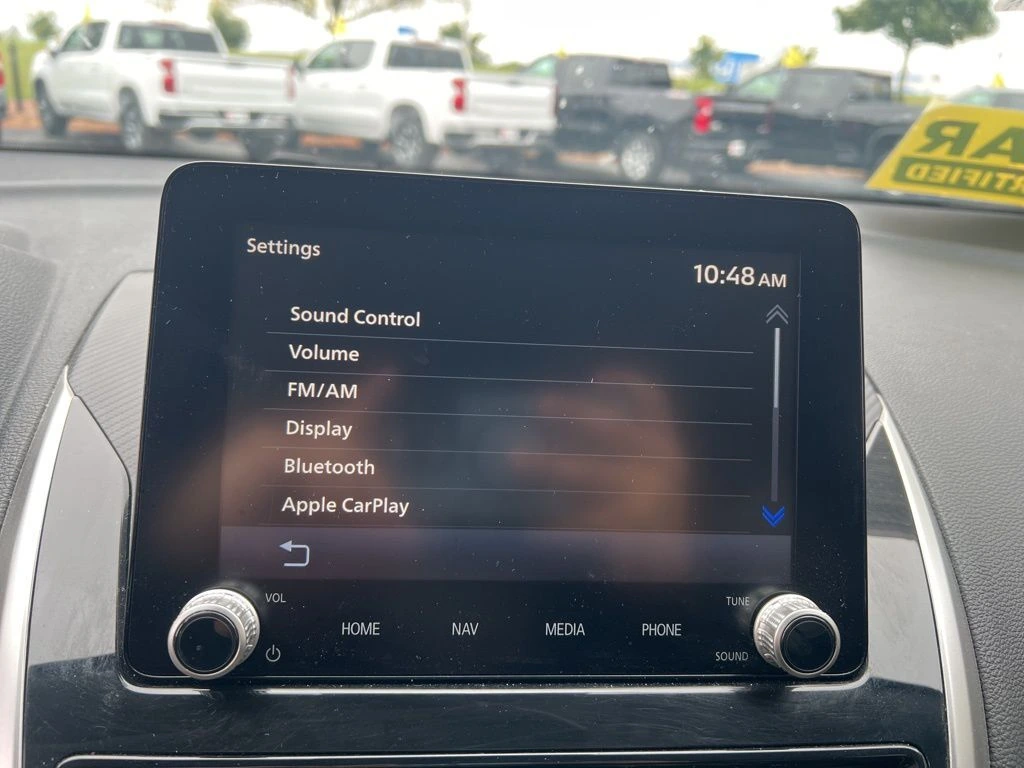 Settings
10:48 AM
Sound Control
Volume
FM/AM
Display
Bluetooth
Apple CarPlay
VOL
TUNE
HOME
NAV
MEDIA
PHONE
SOUND